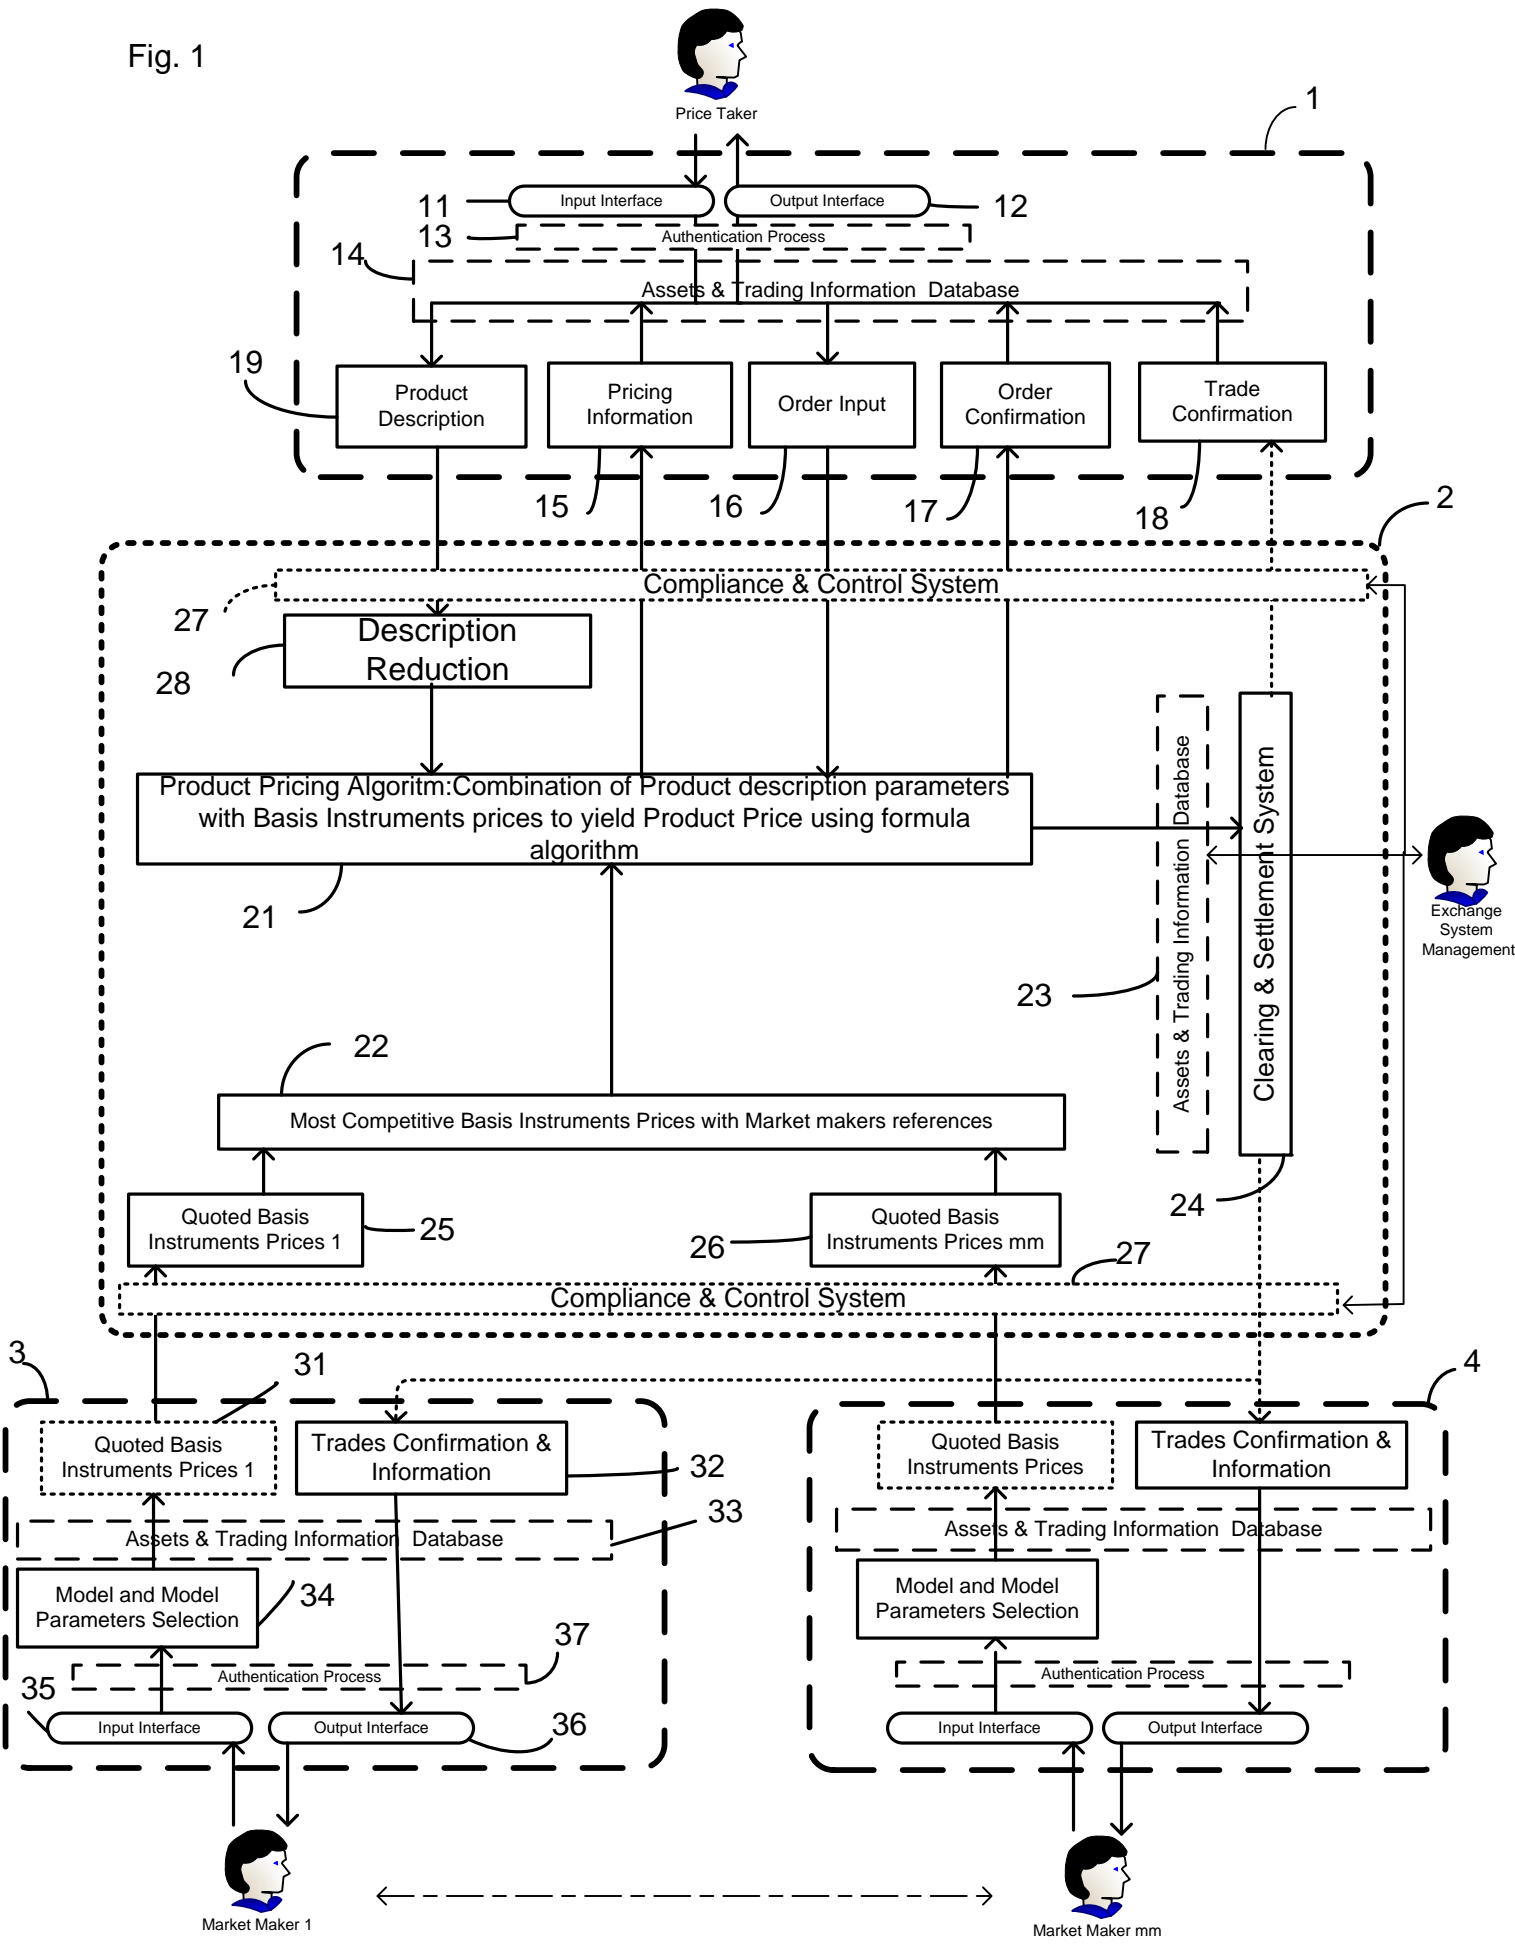 Fig. 1
Price Taker
1
11
Input Interface
Output Interface
12
13
Authentication Process
14
Assets & Trading Information Database
19
Product
Description
Pricing
Information
Order Input
Order
Confirmation
Trade
Confirmation
15
16
17
18
2
Compliance & Control System
27
Description
Reduction
28
Product Pricing Algoritm:Combination of Product description parameters
with Basis Instruments prices to yield Product Price using formula
algorithm
21
Assets & Trading Information Database
Clearing & Settlement System
Exchange
System
Management
23
22
Most Competitive Basis Instruments Prices with Market makers references
24
Quoted Basis
Instruments Prices 1
25
26
Quoted Basis
Instruments Prices mm
27
Compliance & Control System
3
31
4
Quoted Basis
Instruments Prices 1
Trades Confirmation &
Information
32
33
Assets & Trading Information Database
Model and Model
Parameters Selection
34
37
Authentication Process
35
Input Interface
Output Interface
36
Market Maker 1
Quoted Basis
Instruments Prices
Trades Confirmation &
Information
Assets & Trading Information Database
Model and Model
Parameters Selection
Authentication Process
Input Interface
Output Interface
Market Maker mm